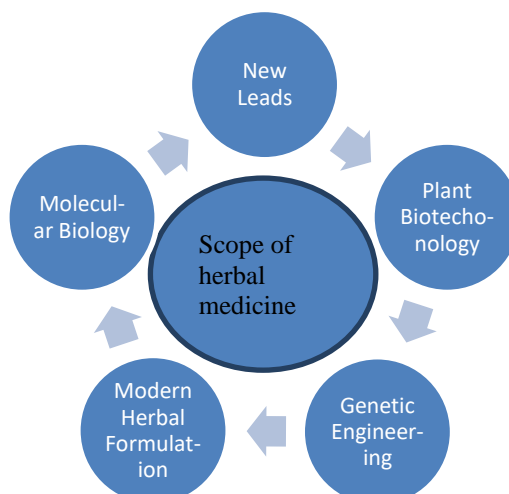 New
Leads
Plant
Biotecho-
nology
Genetic
Engineer-
ing
Modern
Herbal
Formulat-
ion
Molecul-
ar Biology
Scope of
herbal
medicine